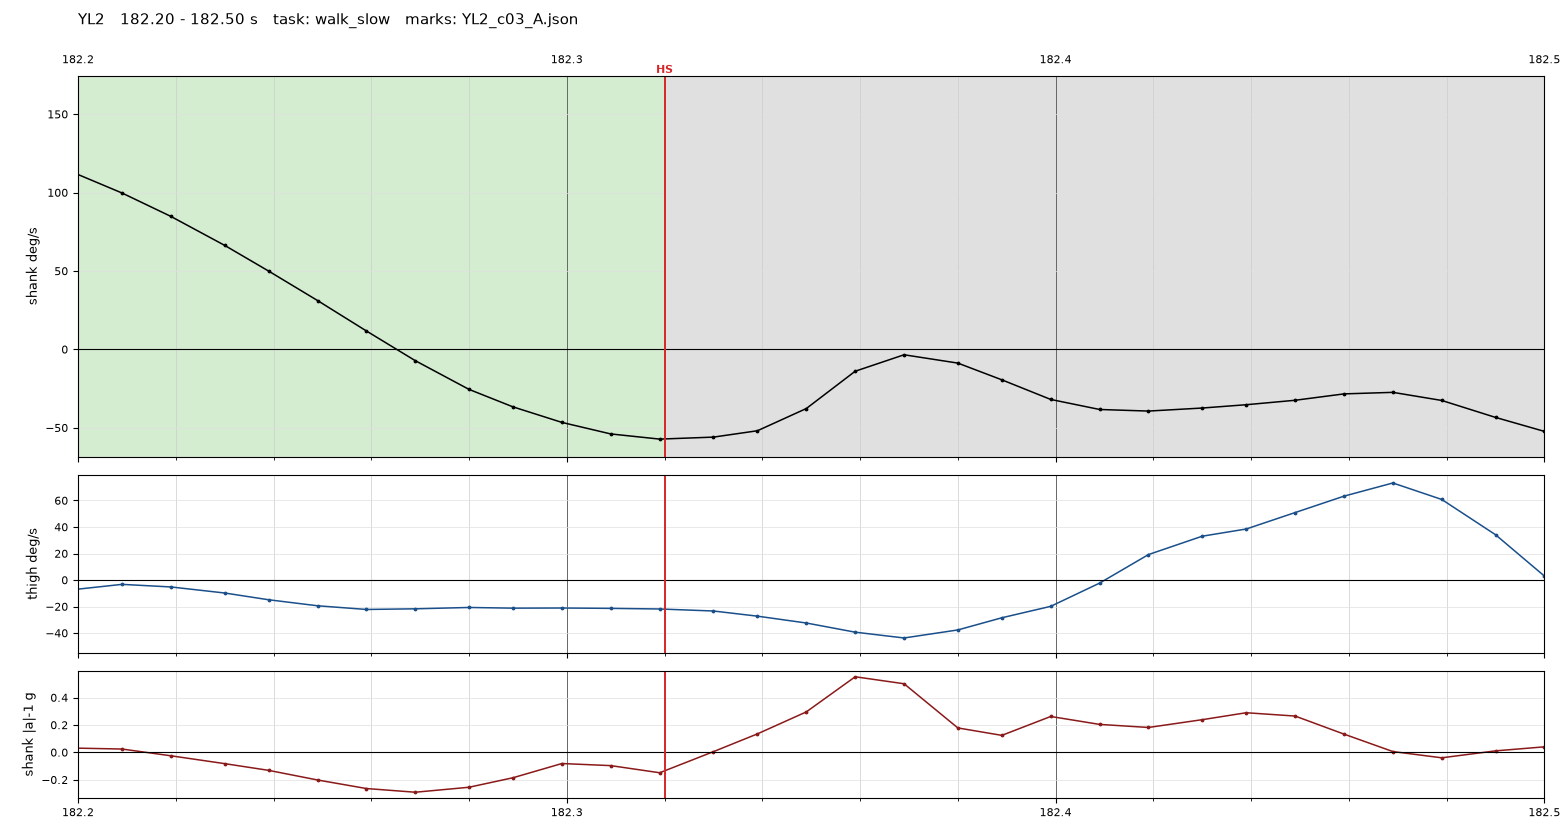 YL2   182.20 - 182.50 s   task: walk_slow   marks: YL2_c03_A.json
182.2 182.3 182.4 182.5
HS
150
100
50
0
−50
shank deg/s
60
40
20
0
−20
−40
thigh deg/s
0.4
0.2
0.0
−0.2
shank |a|-1 g
182.2 182.3 182.4 182.5